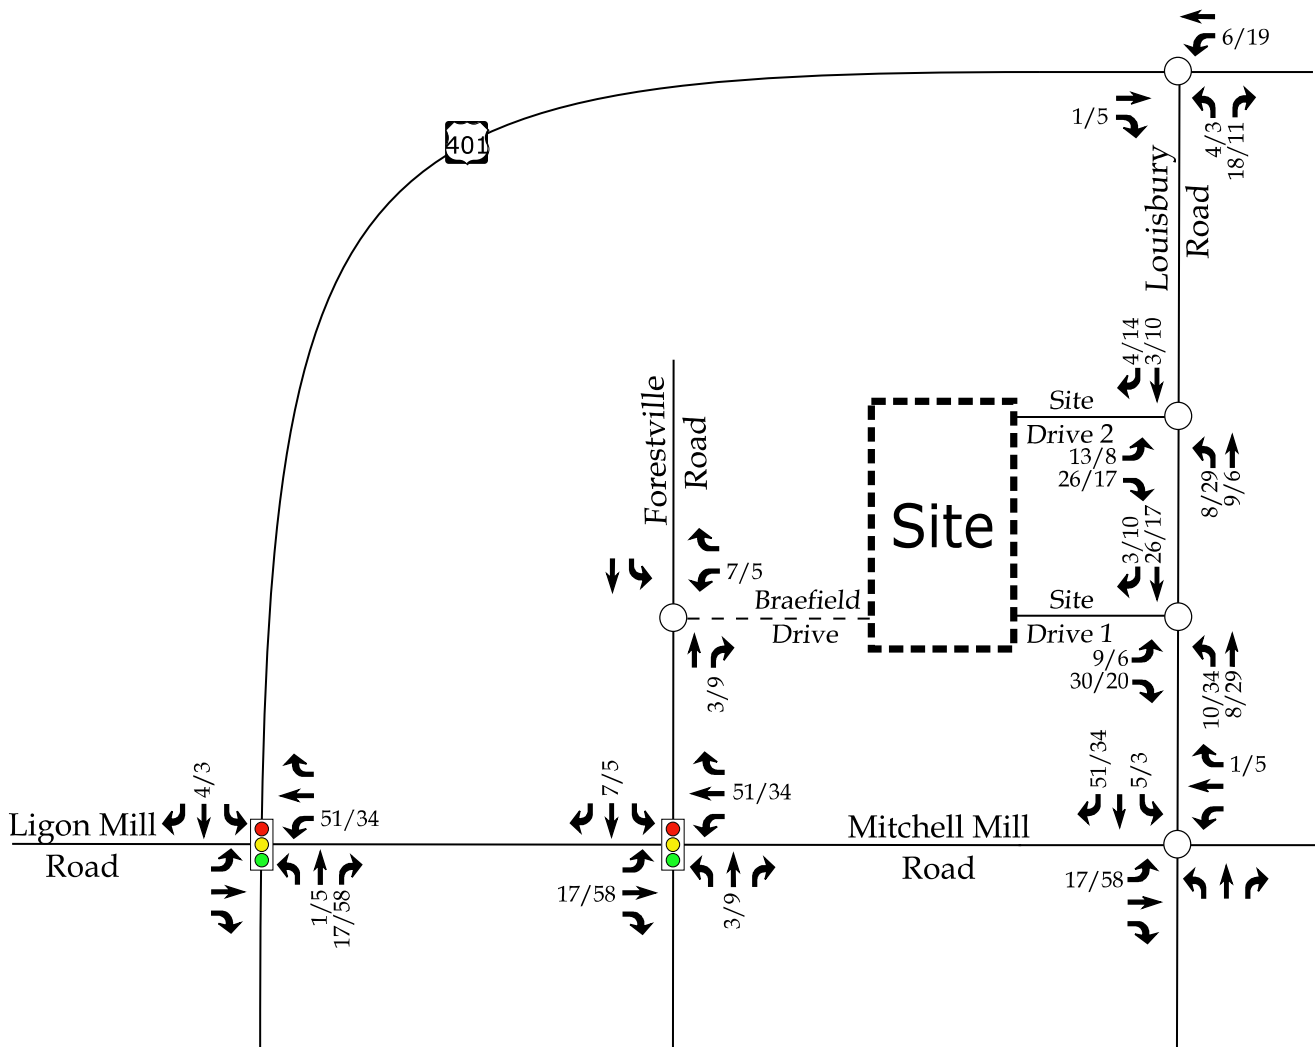 6/19
1/5
4/3
18/11
401
Louisbury
Road
4/14
3/10
Site
Drive 2
13/8
26/17
8/29
9/6
Forestville
Road
Site
3/10
26/17
7/5
Braefield
Drive
Site
Drive 1
9/6
30/20
10/34
8/29
3/9
4/3
51/34
7/5
51/34
51/34
5/3
1/5
Ligon Mill
Road
Mitchell Mill
Road
1/5
17/58
17/58
3/9
17/58